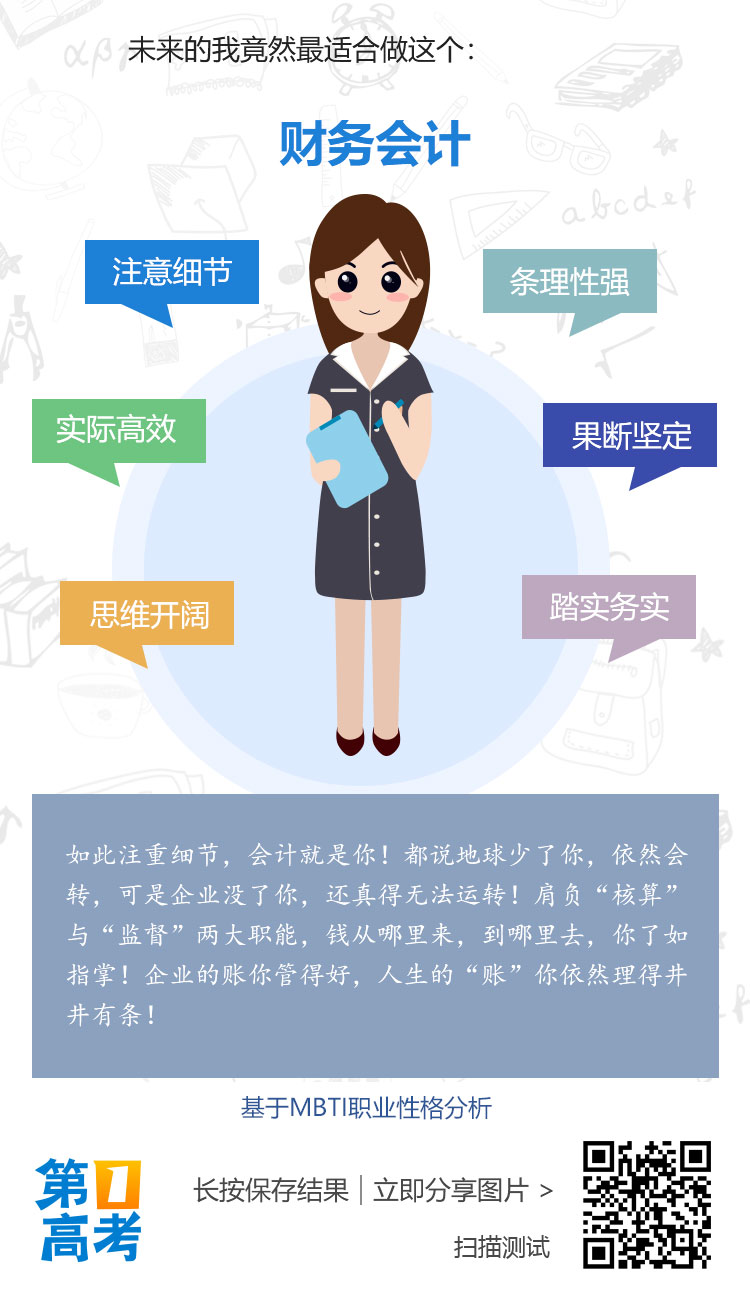 未来的我竟然最适合做这个：
财务会计
注意细节
条理性强
实际高效
果断坚定
思维开阔
踏实务实
αβγ
abcdef
如此注重细节，会计就是你！都说地球少了你，依然会
转，可是企业没了你，还真得无法运转！肩负“核算”
与“监督”两大职能，钱从哪里来，到哪里去，你了如
指掌！企业的账你管得好，人生的“账”你依然理得井
井有条！
基于MBTI职业性格分析
第1
高考
长按保存结果｜立即分享图片 >
扫描测试